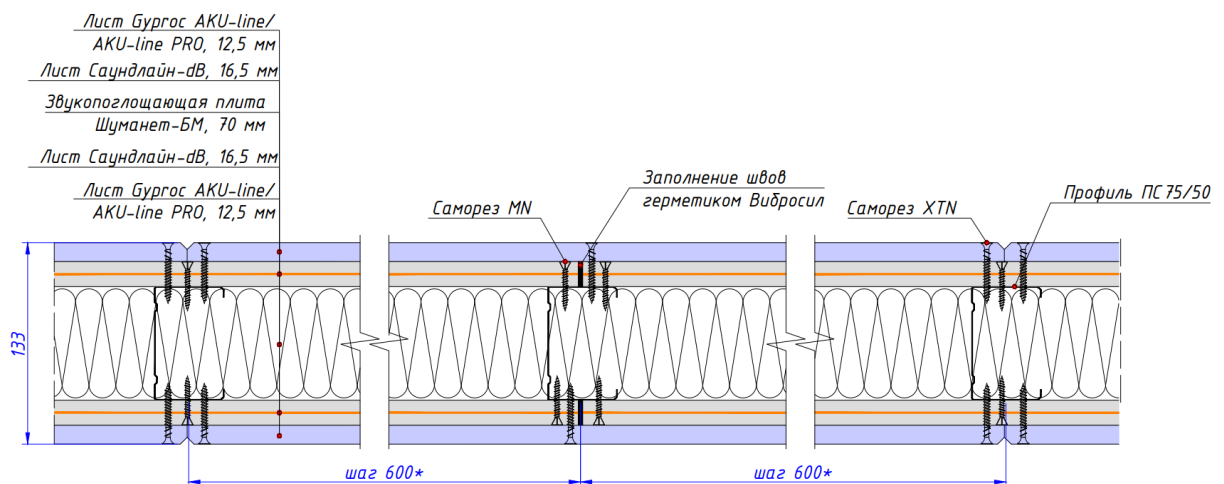 Лист Gyproc AKU-line/
AKU-line PRO, 12,5 мм
Лист Саундлайн-dB, 16,5 мм
Звукопоглощающая плита
Шуманет-БМ, 70 мм
Лист Саундлайн-dB, 16,5 мм
Лист Gyproc AKU-line/
AKU-line PRO, 12,5 мм
Саморез MN
Заполнение швов
герметиком Вибросил
Саморез XTN
Профиль ПС 75/50
133
шаг 600*
шаг 600*